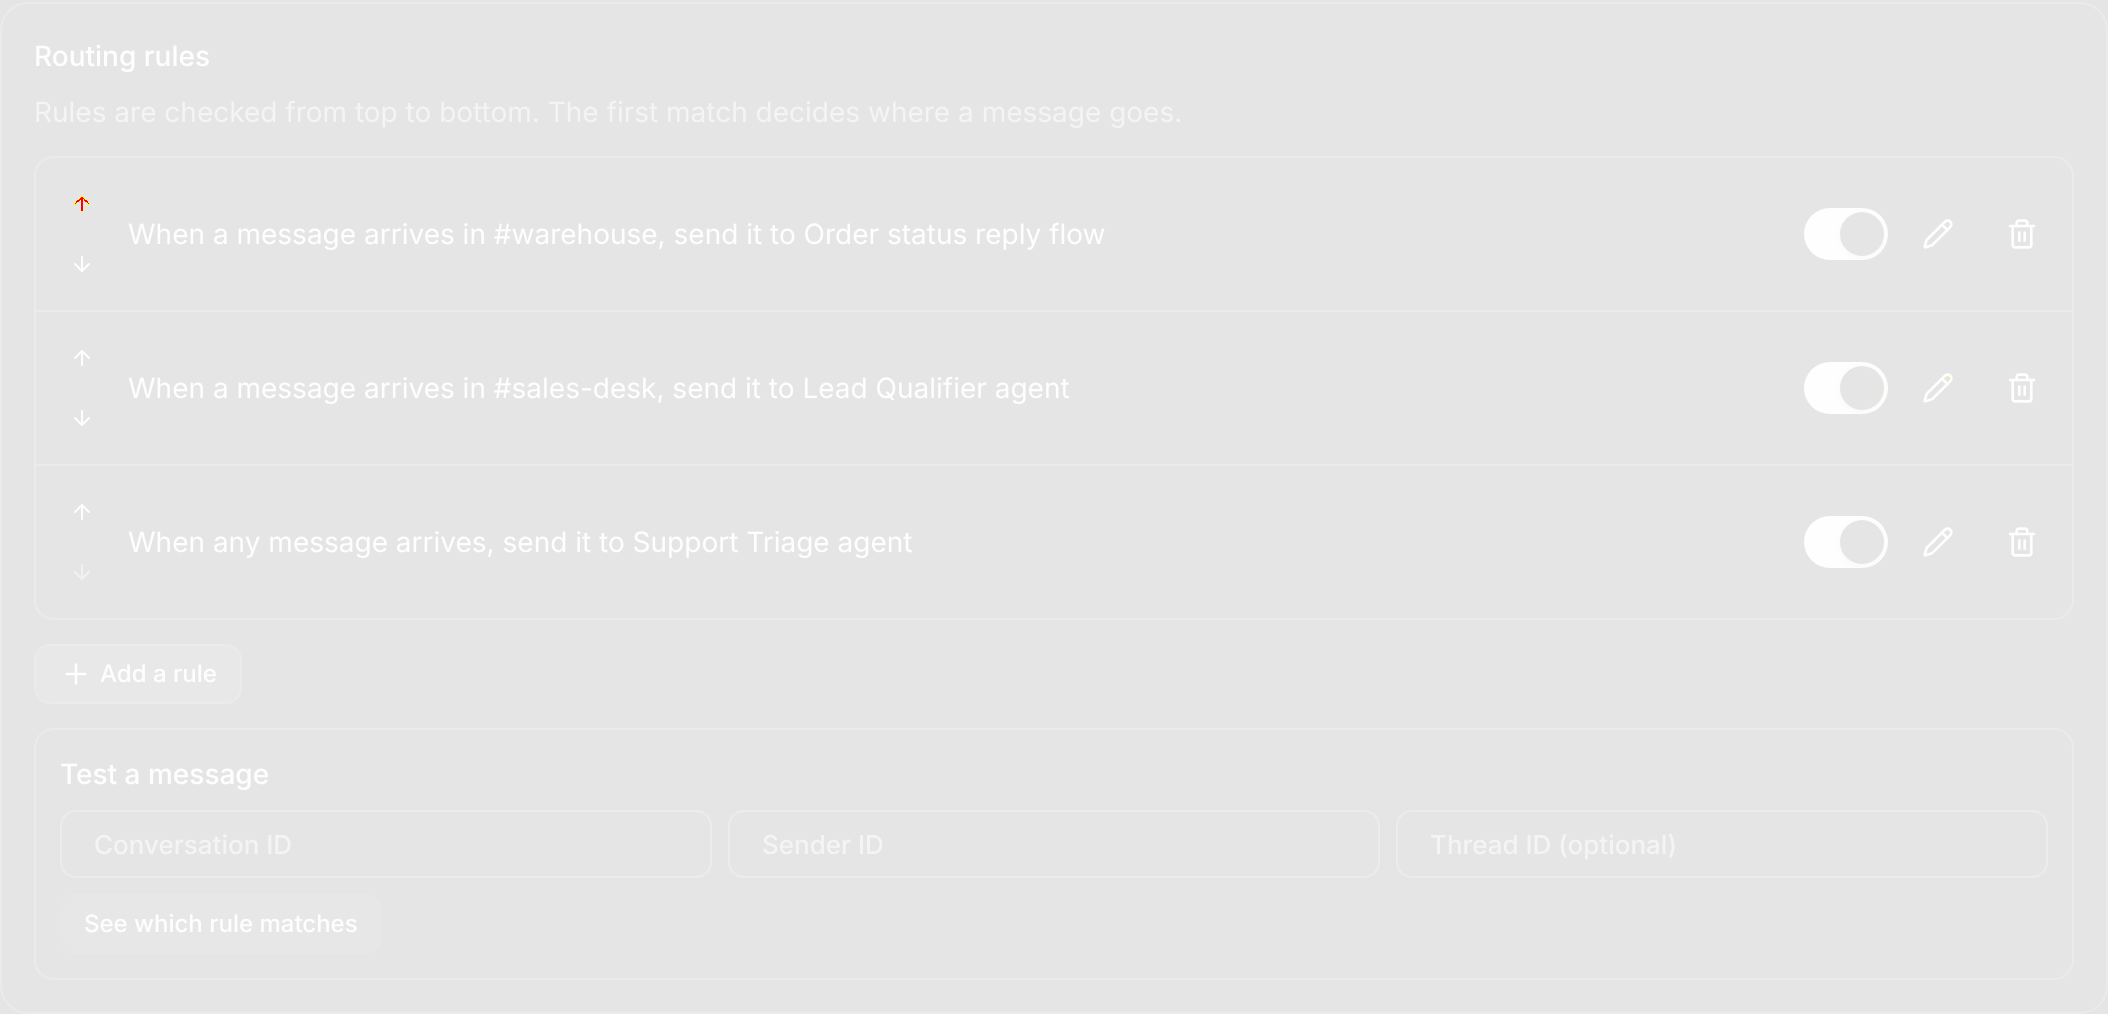 Routing rules
Rules are checked from top to bottom. The first match decides where a message goes.
When a message arrives in #warehouse, send it to Order status reply flow
When a message arrives in #sales-desk, send it to Lead Qualifier agent
When any message arrives, send it to Support Triage agent
Add a rule
Test a message
Conversation ID
Sender ID
Thread ID (optional)
See which rule matches